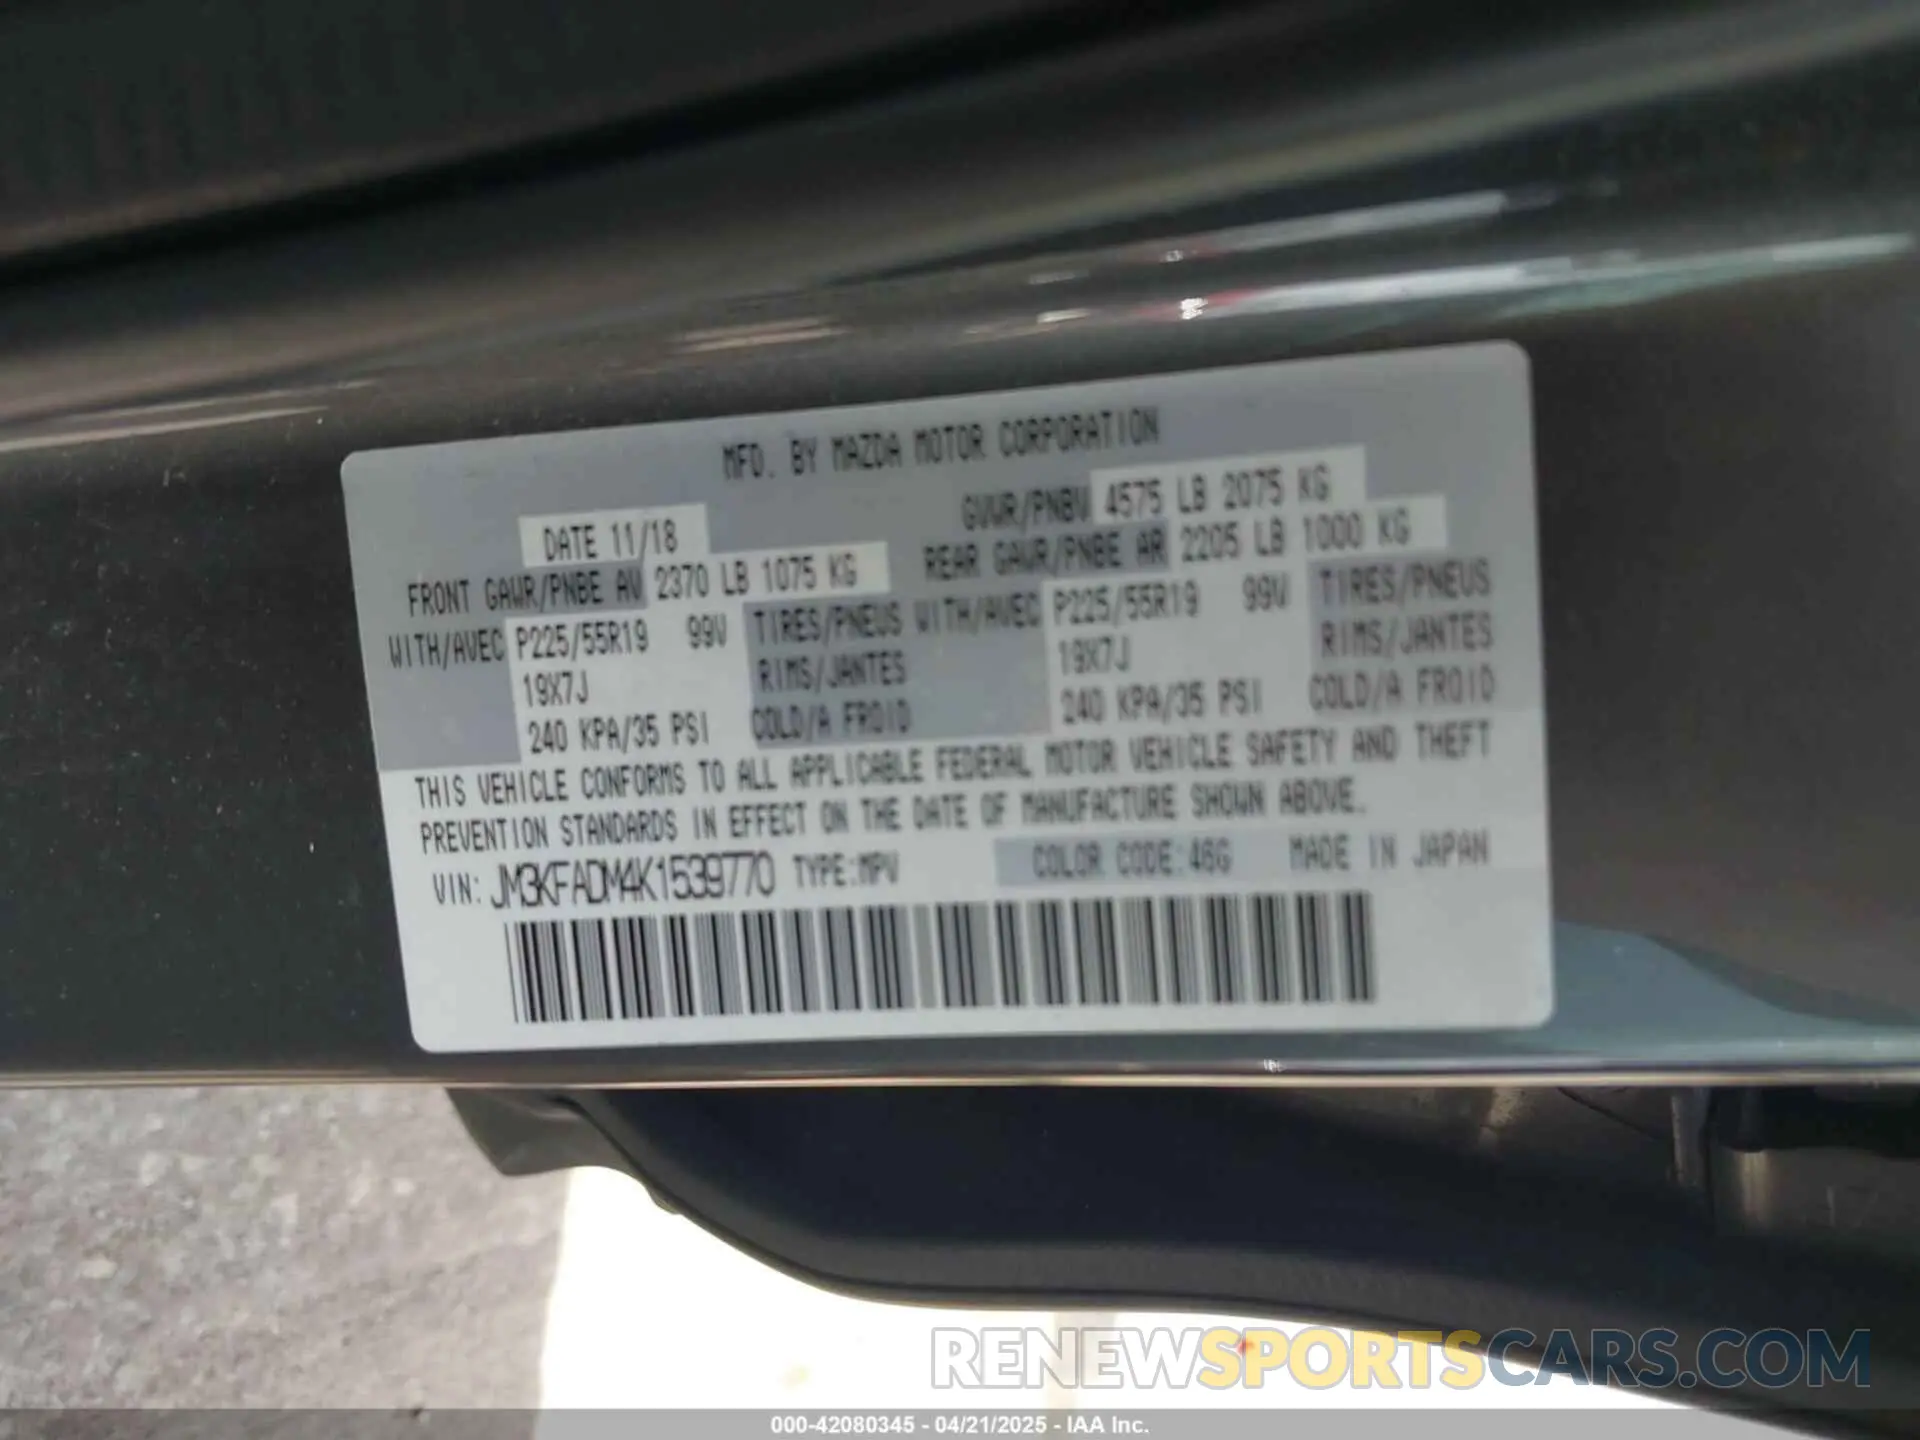 MFD. BY MAZDA MOTOR CORPORATION
DATE 11/18 GVWR/PNBV 4575 LB 2075 KG
FRONT GAWR/PNBE AV 2370 LB 1075 KG REAR GAWR/PNBE AR 2205 LB 1000 KG
WITH/AVEC P225/55R19 99V TIRES/PNEUS WITH/AVEC P225/55R19 99V TIRES/PNEUS
19X7J RIMS/JANTES 19X7J RIMS/JANTES
240 KPA/35 PSI COLD/A FROID 240 KPA/35 PSI COLD/A FROID
THIS VEHICLE CONFORMS TO ALL APPLICABLE FEDERAL MOTOR VEHICLE SAFETY AND THEFT
PREVENTION STANDARDS IN EFFECT ON THE DATE OF MANUFACTURE SHOWN ABOVE.
VIN: JM3KFADM4K1539770 TYPE:MPV COLOR CODE:46G MADE IN JAPAN
RENEWSPORTSCARS.COM
000-42080345 - 04/21/2025 - IAA Inc.